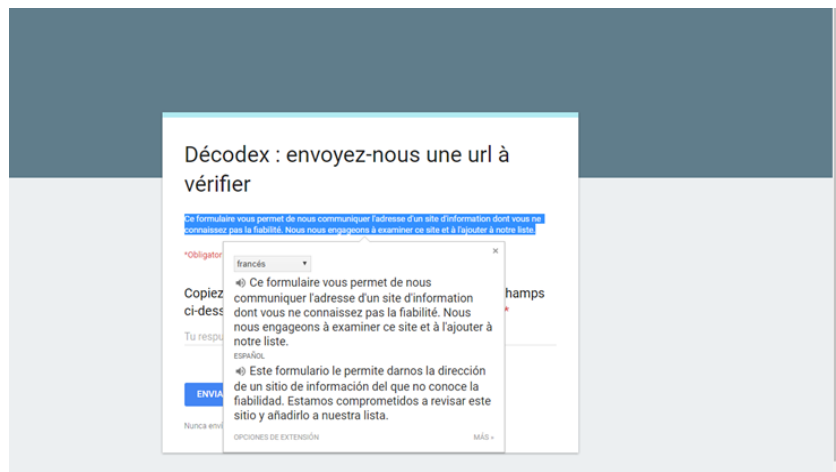 Décodex : envoyez-nous une url à
vérifier
Ce formulaire vous permet de nous communiquer l'adresse d'un site d'information dont vous ne
connaissez pas la fiabilité. Nous nous engageons à examiner ce site et à l'ajouter à notre liste.
*Obligator
francés
Ce formulaire vous permet de nous
communiquer l'adresse d'un site d'information
dont vous ne connaissez pas la fiabilité. Nous
nous engageons à examiner ce site et à l'ajouter à
notre liste.
ESPAÑOL
Este formulario le permite darnos la dirección
de un sitio de información del que no conoce la
fiabilidad. Estamos comprometidos a revisar este
sitio y añadirlo a nuestra lista.
OPCIONES DE EXTENSIÓN MÁS »
Copiez hamps
ci-dess *
Tu respu
ENVIA
Nunca enví